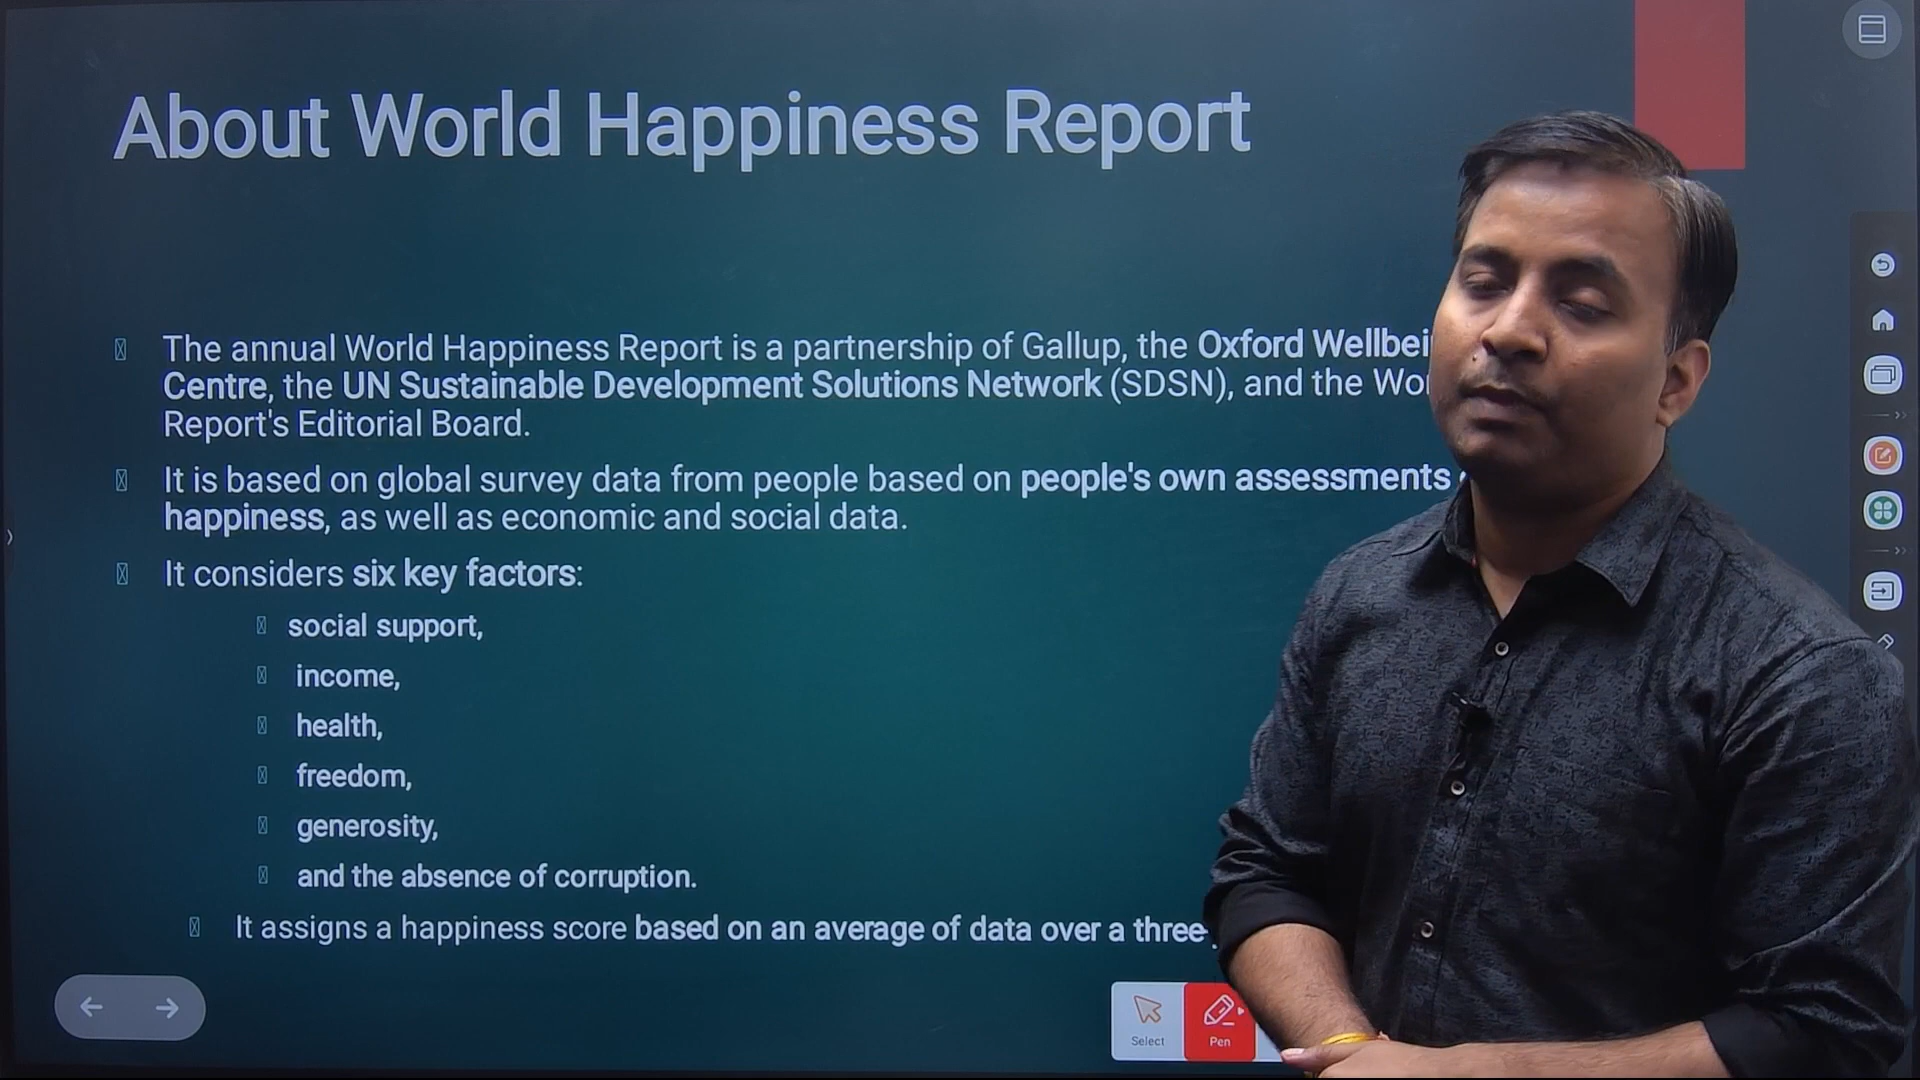 About World Happiness Report
The annual World Happiness Report is a partnership of Gallup, the Oxford
Centre, the UN Sustainable Development Solutions Network (SDSN), and the
Report's Editorial Board.
It is based on global survey data from people based on people's own assessments
happiness, as well as economic and social data.
It considers six key factors:
social support,
income,
health,
freedom,
generosity,
and the absence of corruption.
It assigns a happiness score based on an average of data over a three
Select
Pen